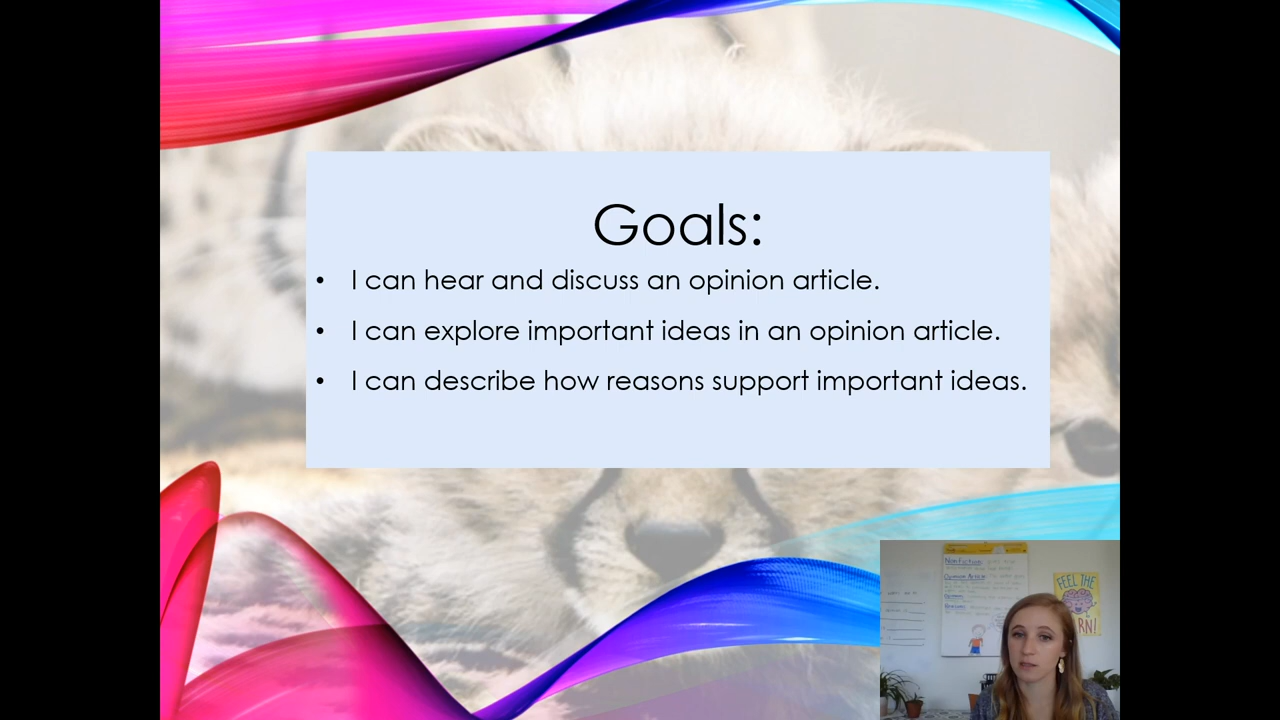 Goals:
• I can hear and discuss an opinion article.
• I can explore important ideas in an opinion article.
• I can describe how reasons support important ideas.
FEEL THE